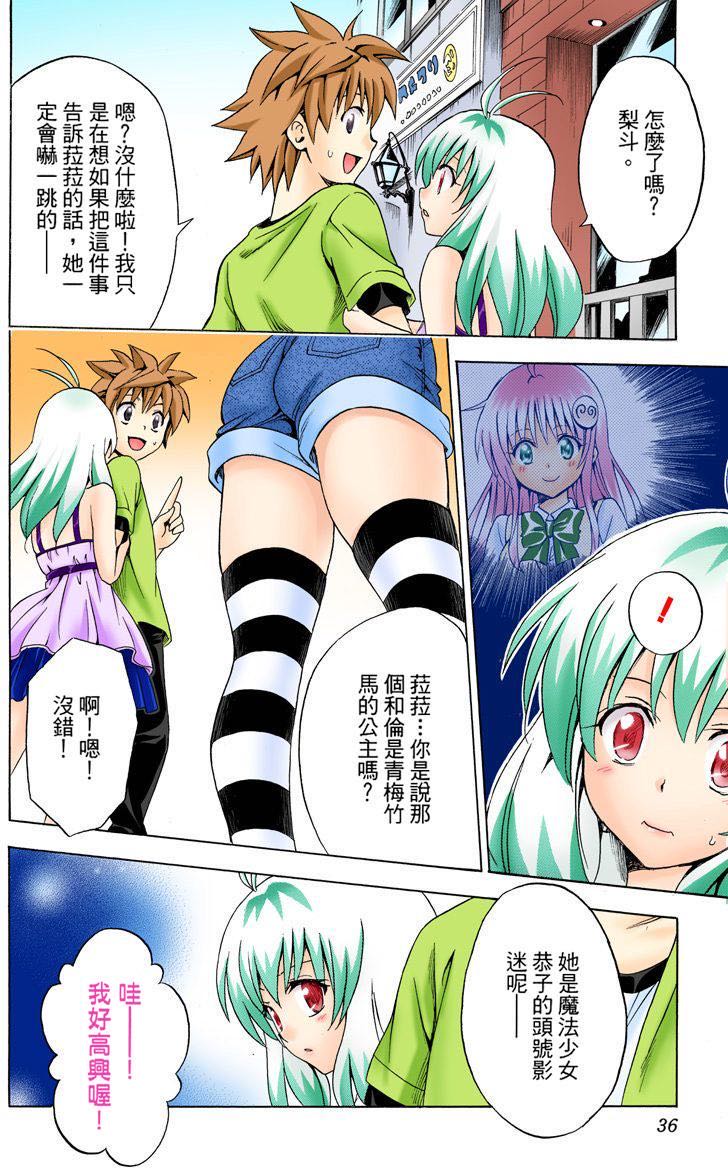 怎麼了嗎?
梨斗。
嗯?沒什麼啦!我只
是在想如果把這件事
告訴菈菈的話,她一
定會嚇一跳的——
!
菈菈…你是說那
個和倫是青梅竹
馬的公主嗎?
啊!嗯!
沒錯!
她是魔法少女
恭子的頭號影
迷呢——
哇——!
我好高興喔!
36